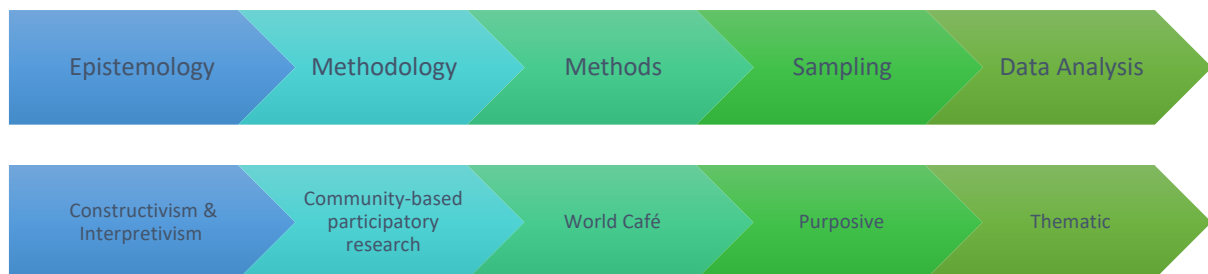 Epistemology
Methodology
Methods
Sampling
Data Analysis
Constructivism &
Interpretivism
Community-based
participatory
research
World Café
Purposive
Thematic